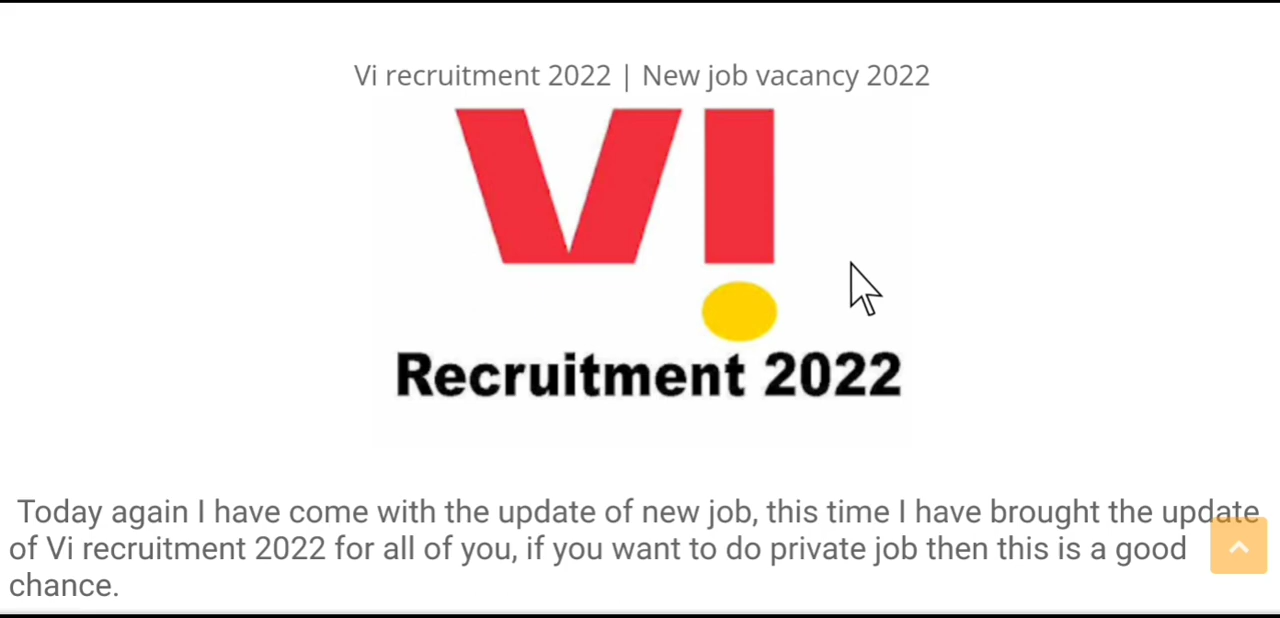 Vi recruitment 2022 | New job vacancy 2022
VI
Recruitment 2022
Today again I have come with the update of new job, this time I have brought the update
of Vi recruitment 2022 for all of you, if you want to do private job then this is a good
chance.